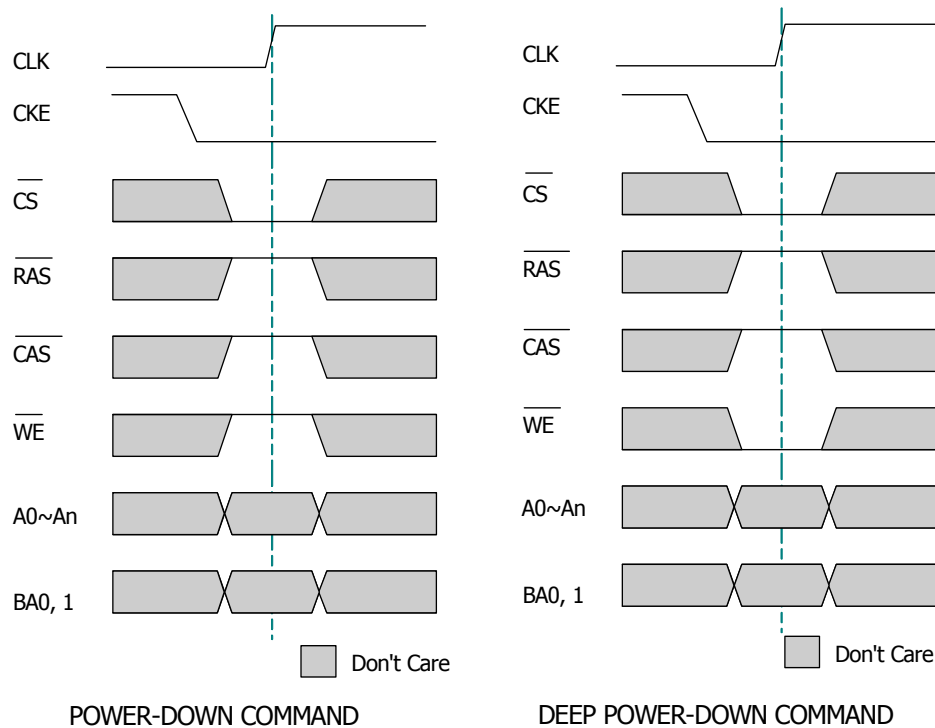 CLK
CKE
CS
RAS
CAS
WE
A0~An
BA0, 1
Don't Care
POWER-DOWN COMMAND
CLK
CKE
CS
RAS
CAS
WE
A0~An
BA0, 1
Don't Care
DEEP POWER-DOWN COMMAND